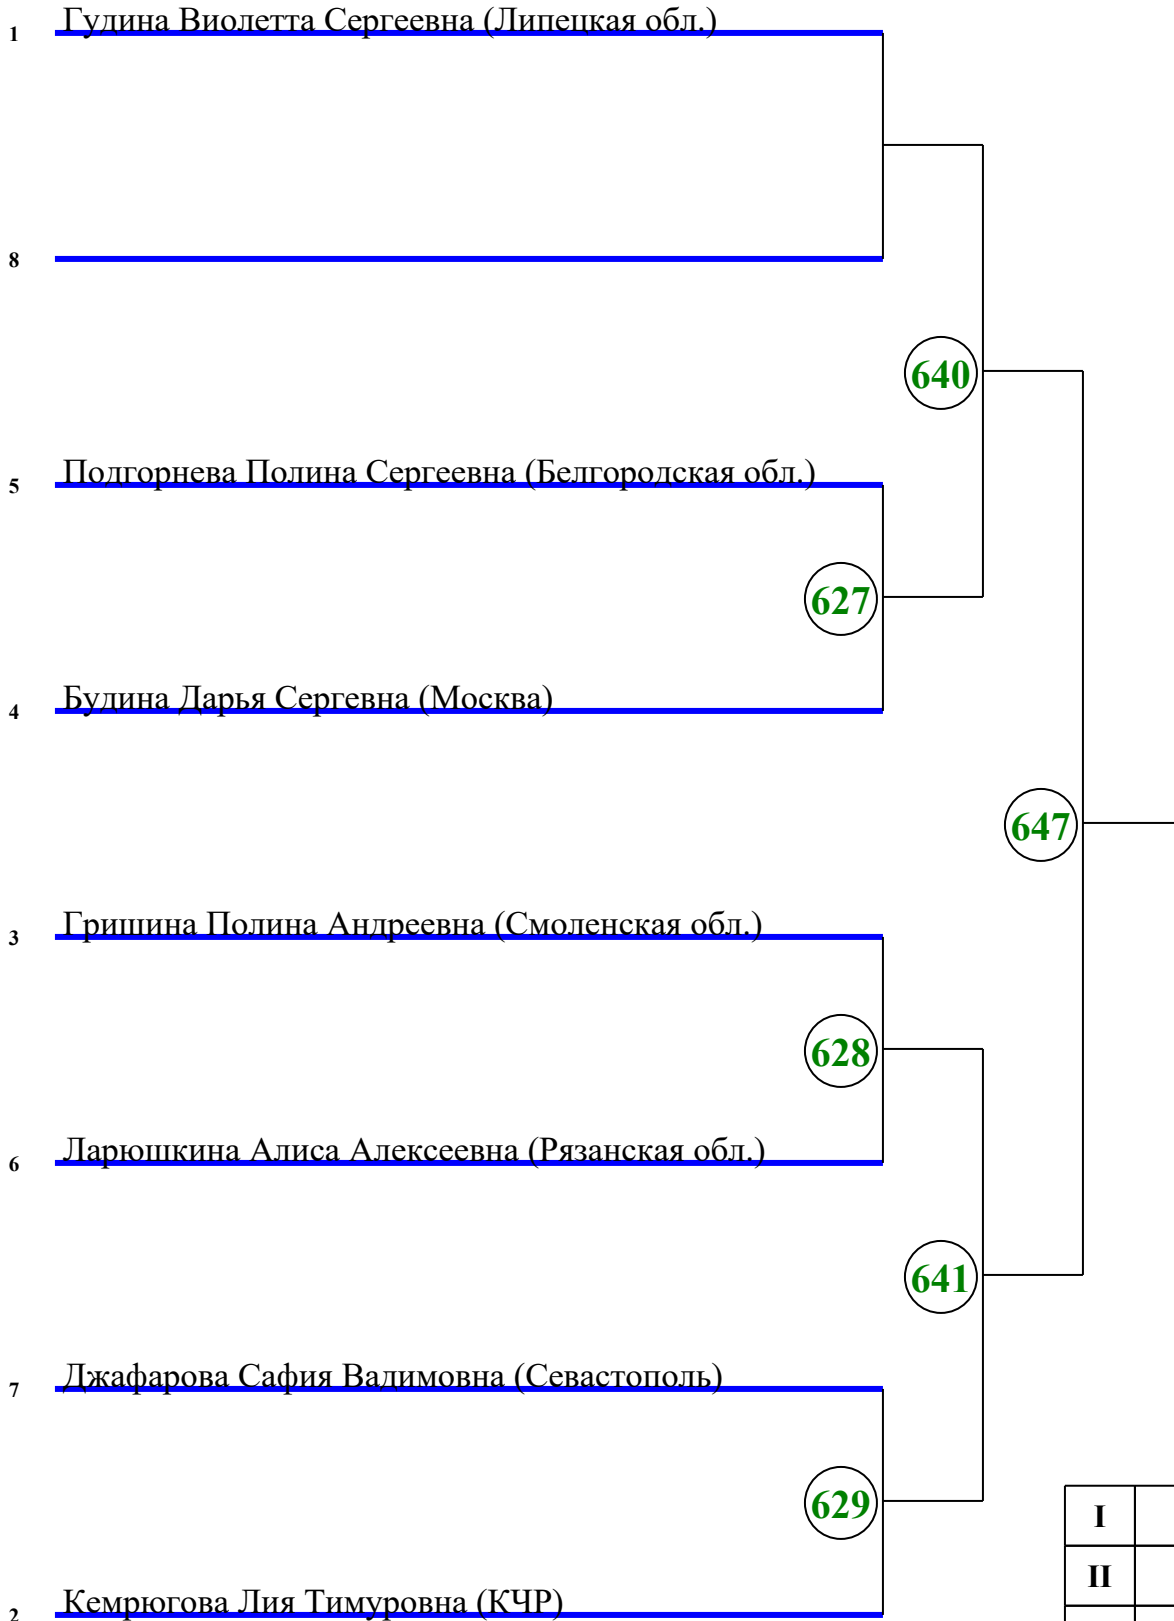 1 Гудина Виолетта Сергеевна (Липецкая обл.)
8
640
5 Подгорнева Полина Сергеевна (Белгородская обл.)
627
4 Будина Дарья Сергевна (Москва)
647
3 Гришина Полина Андреевна (Смоленская обл.)
628
6 Ларюшкина Алиса Алексеевна (Рязанская обл.)
641
7 Джафарова Сафия Вадимовна (Севастополь)
629
I
II
2 Кемрюгова Лия Тимуровна (КЧР)